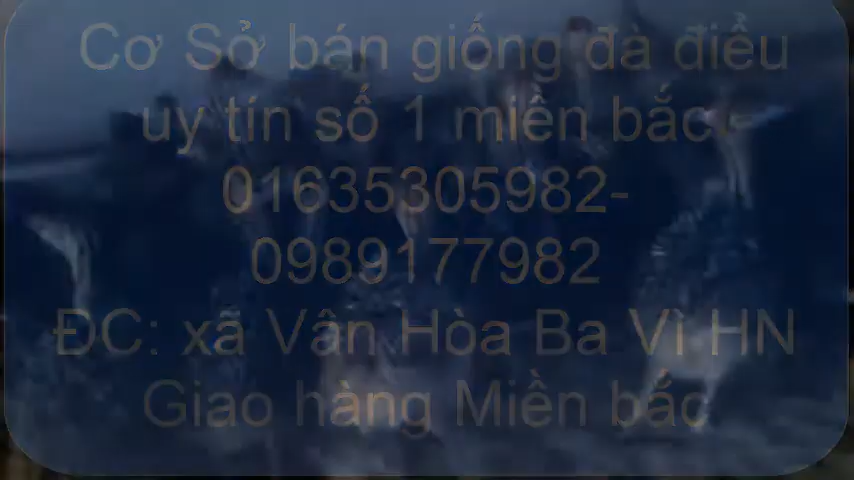 Cơ Sở bán giống đà điểu
uy tín số 1 miền bắc-
01635305982-
0989177982
ĐC: xã Vân Hòa Ba Vì HN
Giao hàng Miền bắc